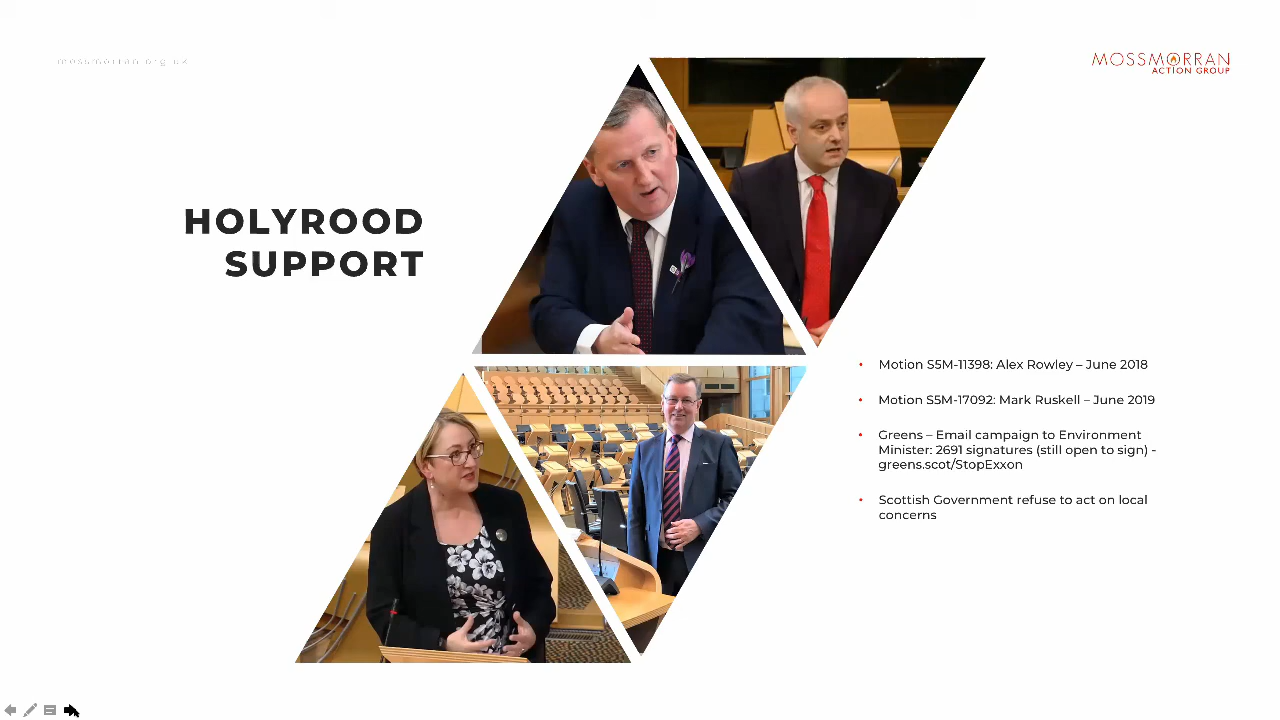 mossmorran.org.uk
MOSSMORRAN
ACTION GROUP
HOLYROOD
SUPPORT
• Motion S5M-11398: Alex Rowley – June 2018
• Motion S5M-17092: Mark Ruskell – June 2019
• Greens – Email campaign to Environment
Minister: 2691 signatures (still open to sign) -
greens.scot/StopExxon
• Scottish Government refuse to act on local
concerns